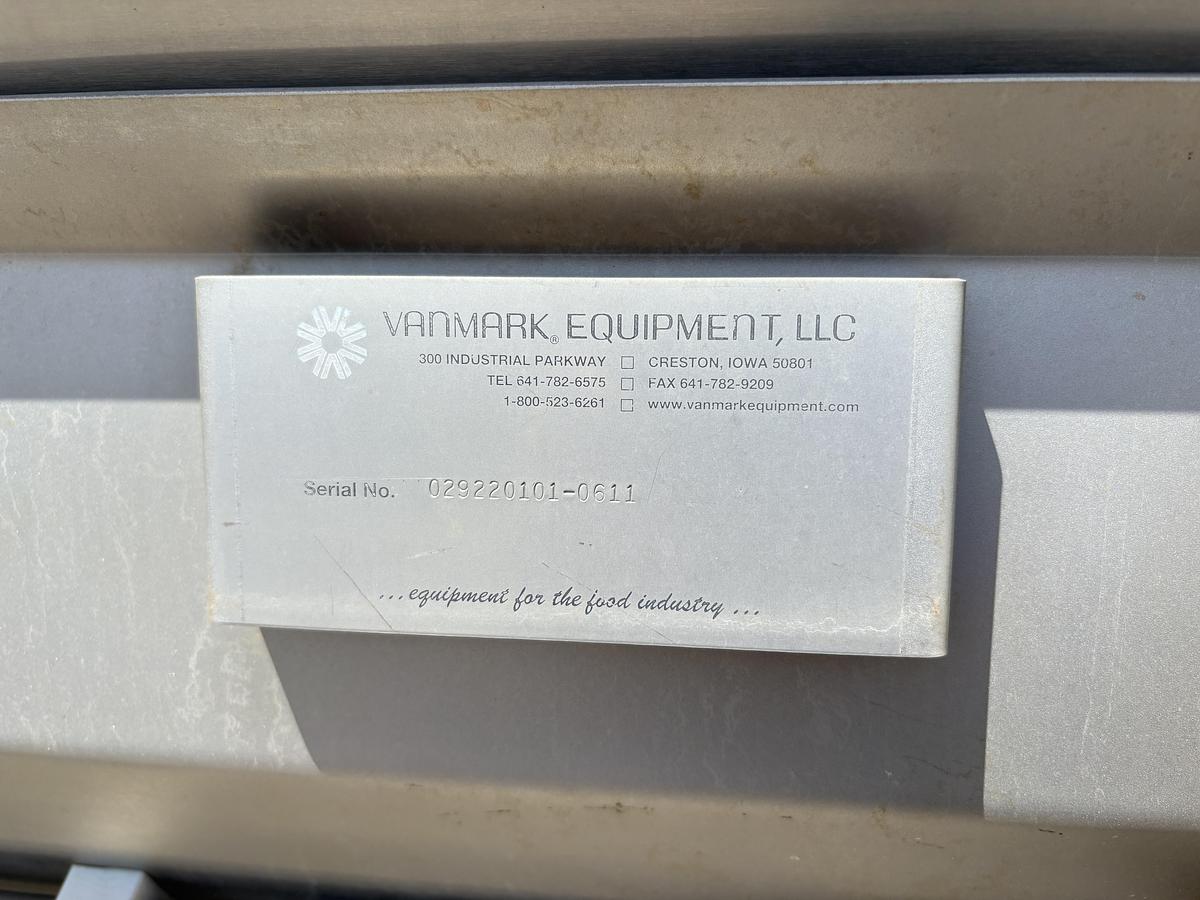 VANMARK® EQUIPMENT, LLC
300 INDUSTRIAL PARKWAY □ CRESTON, IOWA 50801
TEL 641-782-6575 □ FAX 641-782-9209
1-800-523-6261 □ www.vanmarkequipment.com
Serial No. 029220101-0611
...equipment for the food industry...